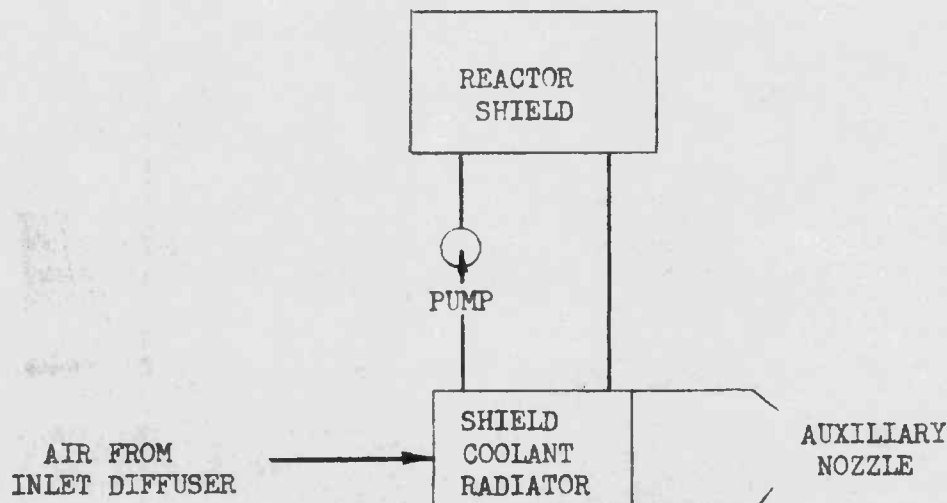 REACTOR
SHIELD
PUMP
SHIELD
COOLANT
RADIATOR
AIR FROM
INLET DIFFUSER
AUXILIARY
NOZZLE